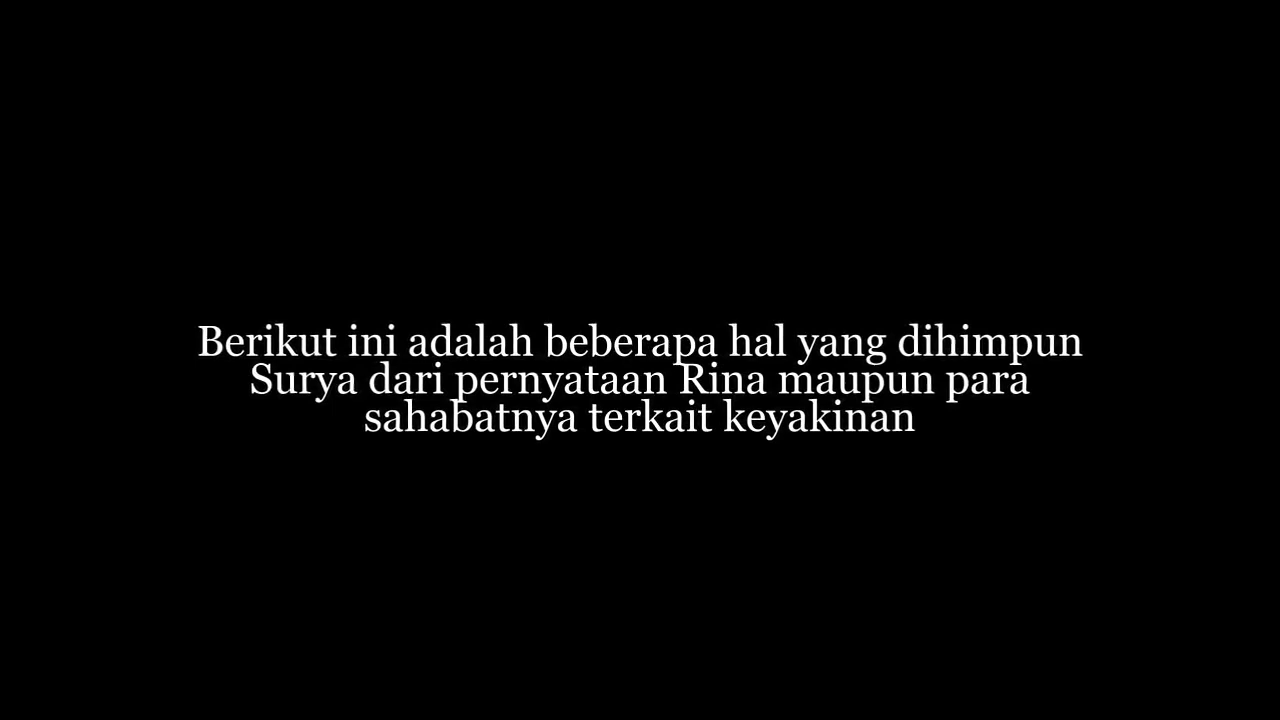 Berikut ini adalah beberapa hal yang dihimpun
Surya dari pernyataan Rina maupun para
sahabatnya terkait keyakinan